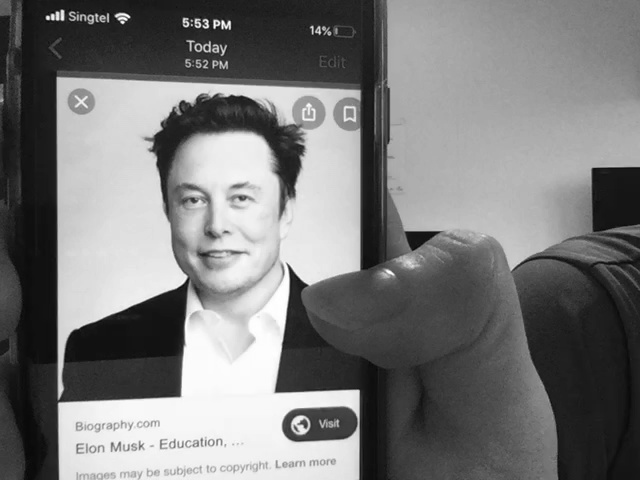 Singtel 5:53 PM 14%
Today
5:52 PM Edit
Biography.com
Elon Musk - Education, ...
Visit
Images may be subject to copyright. Learn more